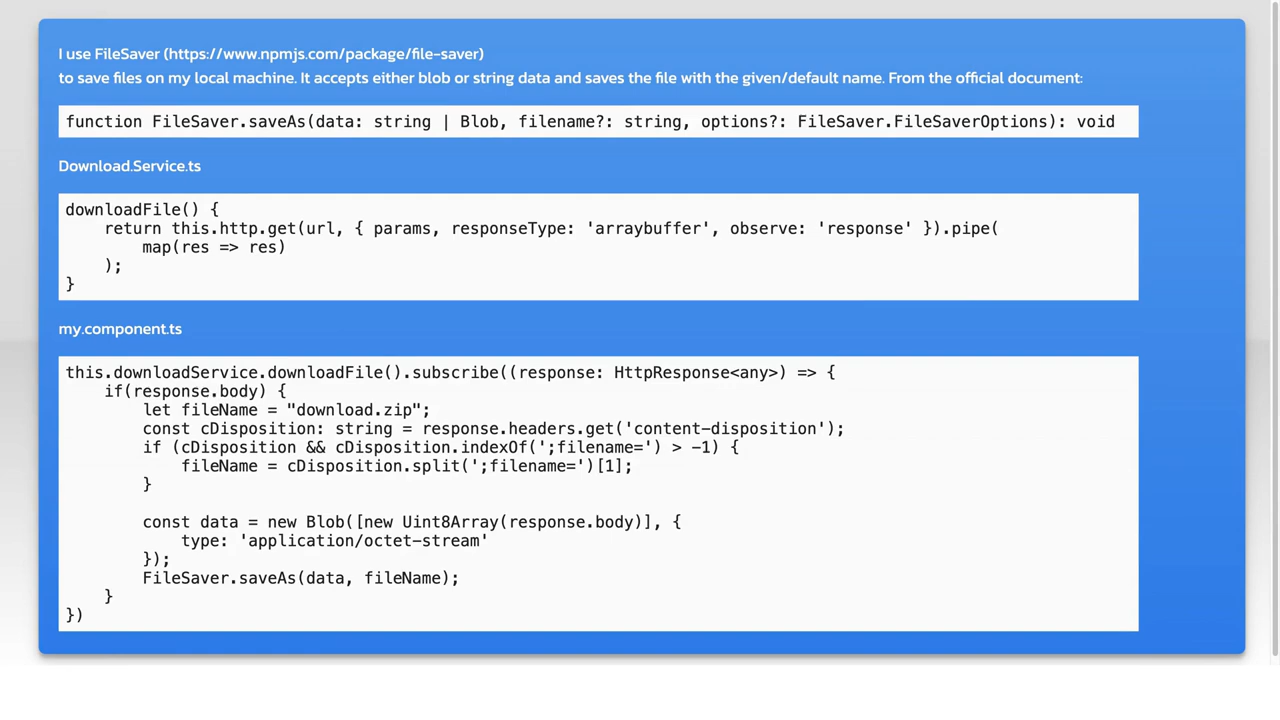 I use FileSaver (https://www.npmjs.com/package/file-saver)
to save files on my local machine. It accepts either blob or string data and saves the file with the given/default name. From the official document:
function FileSaver.saveAs(data: string | Blob, filename?: string, options?: FileSaver.FileSaverOptions): void
Download.Service.ts
downloadFile() {
    return this.http.get(url, { params, responseType: 'arraybuffer', observe: 'response' }).pipe(
        map(res => res)
    );
}
my.component.ts
this.downloadService.downloadFile().subscribe((response: HttpResponse<any>) => {
    if(response.body) {
        let fileName = "download.zip";
        const cDisposition: string = response.headers.get('content-disposition');
        if (cDisposition && cDisposition.indexOf(';filename=') > -1) {
            fileName = cDisposition.split(';filename=')[1];
        }
        const data = new Blob([new Uint8Array(response.body)], {
            type: 'application/octet-stream'
        });
        FileSaver.saveAs(data, fileName);
    }
})